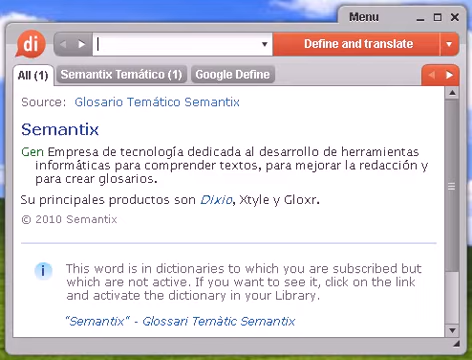 Menu
di
Define and translate
All (1) Semantix Temático (1) Google Define
Source: Glosario Temático Semantix
Semantix
Gen Empresa de tecnología dedicada al desarrollo de herramientas
informáticas para comprender textos, para mejorar la redacción y
para crear glosarios.
Su principales productos son Dixio, Xtyle y Gloxr.
© 2010 Semantix
i
This word is in dictionaries to which you are subscribed but
which are not active. If you want to see it, click on the link
and activate the dictionary in your Library.
"Semantix" - Glossari Temàtic Semantix